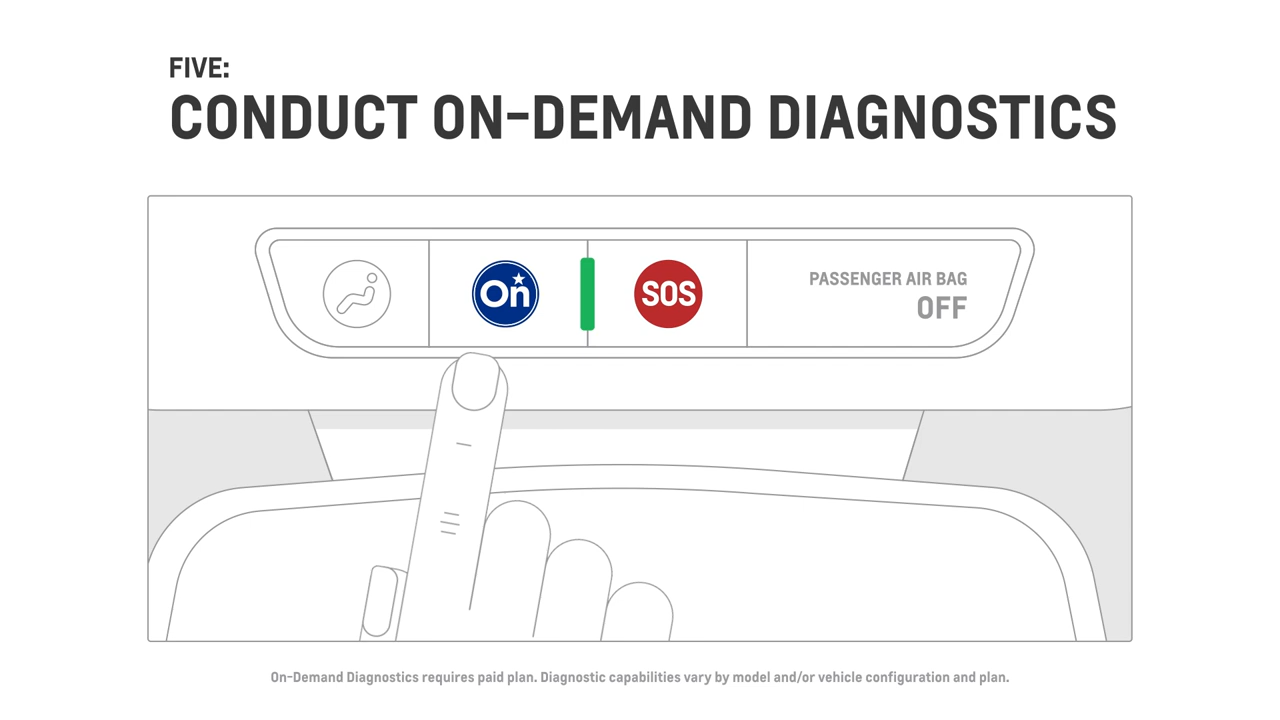 FIVE:
CONDUCT ON-DEMAND DIAGNOSTICS
On
SOS
PASSENGER AIR BAG
OFF
On-Demand Diagnostics requires paid plan. Diagnostic capabilities vary by model and/or vehicle configuration and plan.